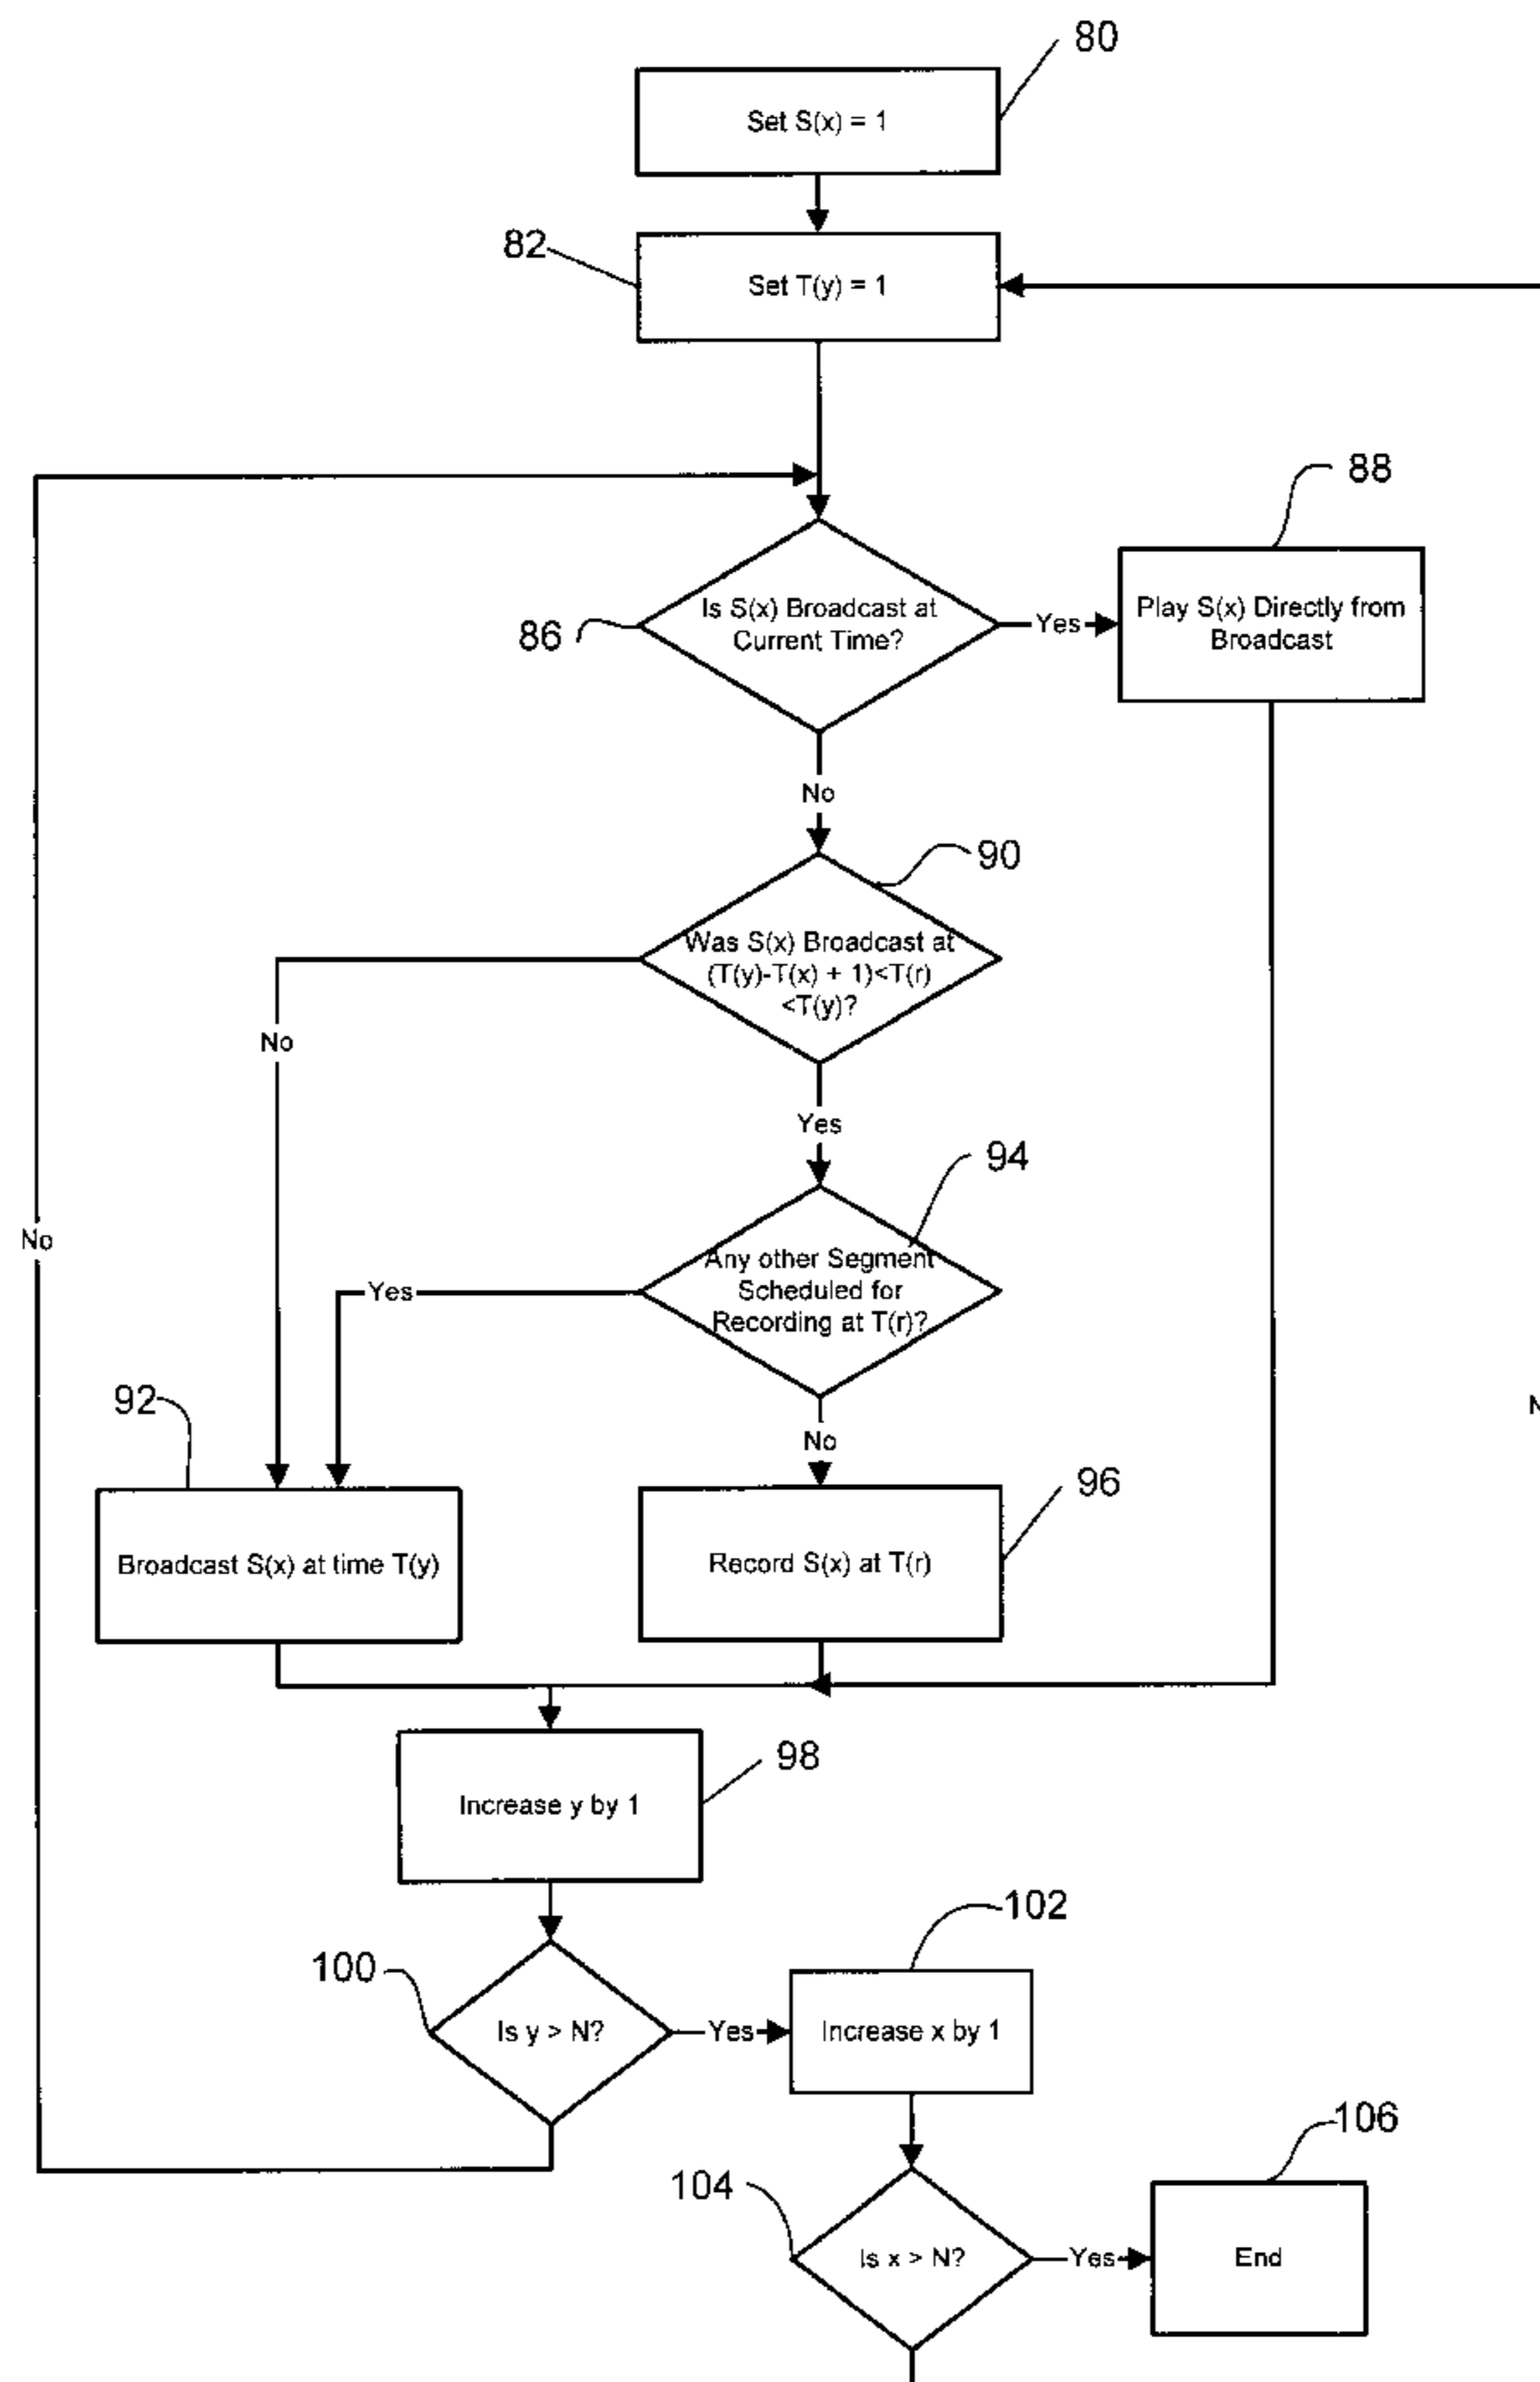 80
Set S(x) = 1
82
Set T(y) = 1
88
Is S(x) Broadcast at
Current Time?
86
Yes
Play S(x) Directly from
Broadcast
No
90
Was S(x) Broadcast at
(T(y)-T(x) + 1)<T(r)
<T(y)?
No
Yes
94
Any other Segment
Scheduled for
Recording at T(r)?
Yes
No
No
92
96
Broadcast S(x) at time T(y)
Record S(x) at T(r)
98
Increase y by 1
102
100
Is y > N?
Yes
Increase x by 1
106
104
Is x > N?
Yes
End